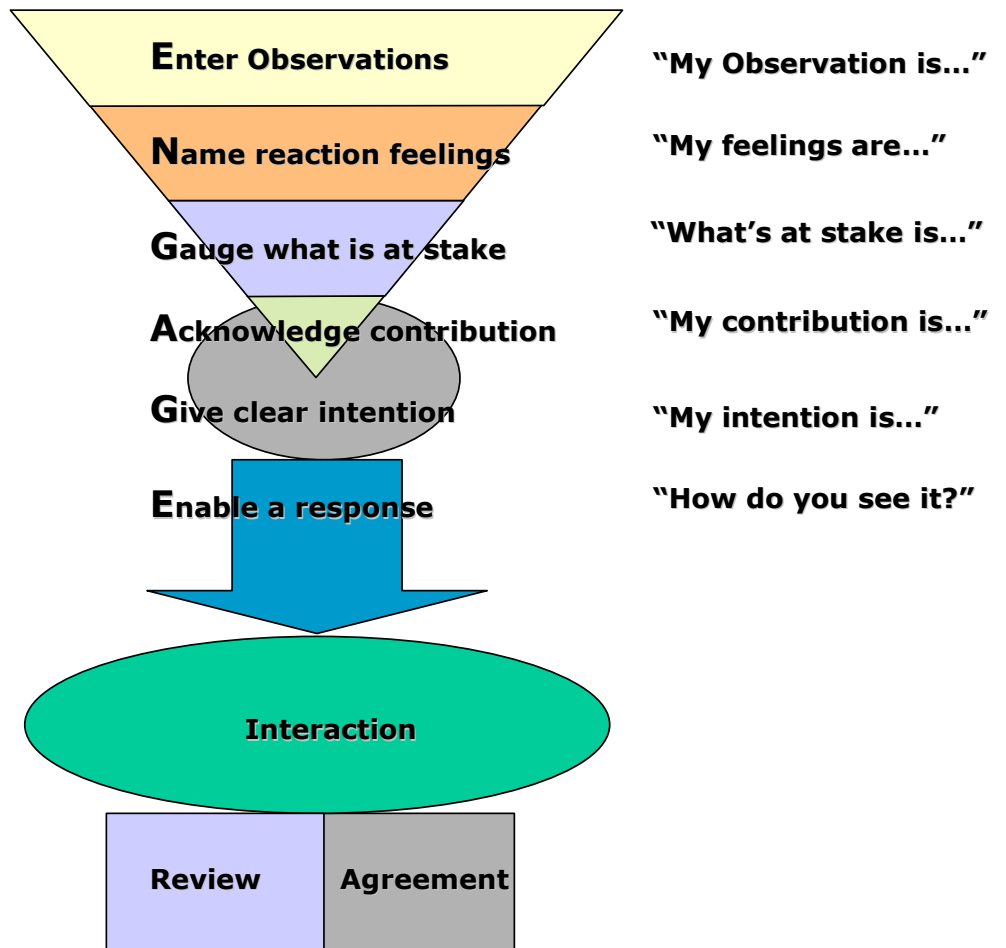 Enter Observations “My Observation is...”
Name reaction feelings “My feelings are...”
Gauge what is at stake “What’s at stake is...”
Acknowledge contribution “My contribution is...”
Give clear intention “My intention is...”
Enable a response “How do you see it?”
Interaction
Review Agreement